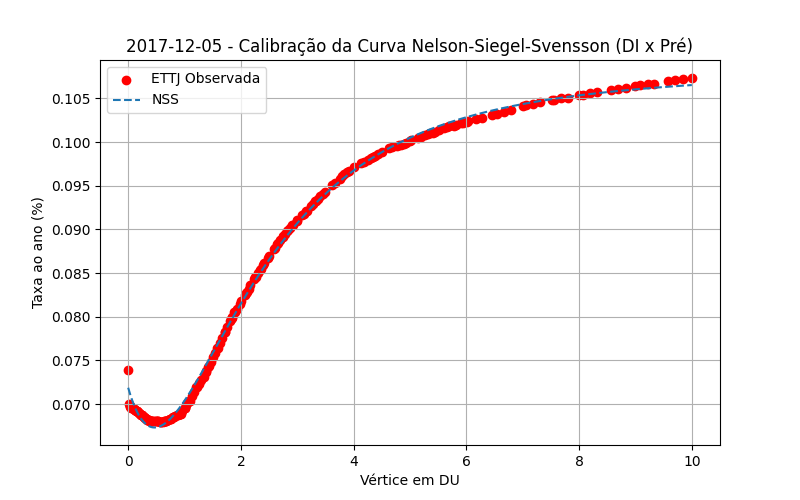 2017-12-05 - Calibração da Curva Nelson-Siegel-Svensson (DI x Pré)
ETTJ Observada
NSS
Taxa ao ano (%)
0.105
0.100
0.095
0.090
0.085
0.080
0.075
0.070
0 2 4 6 8 10
Vértice em DU